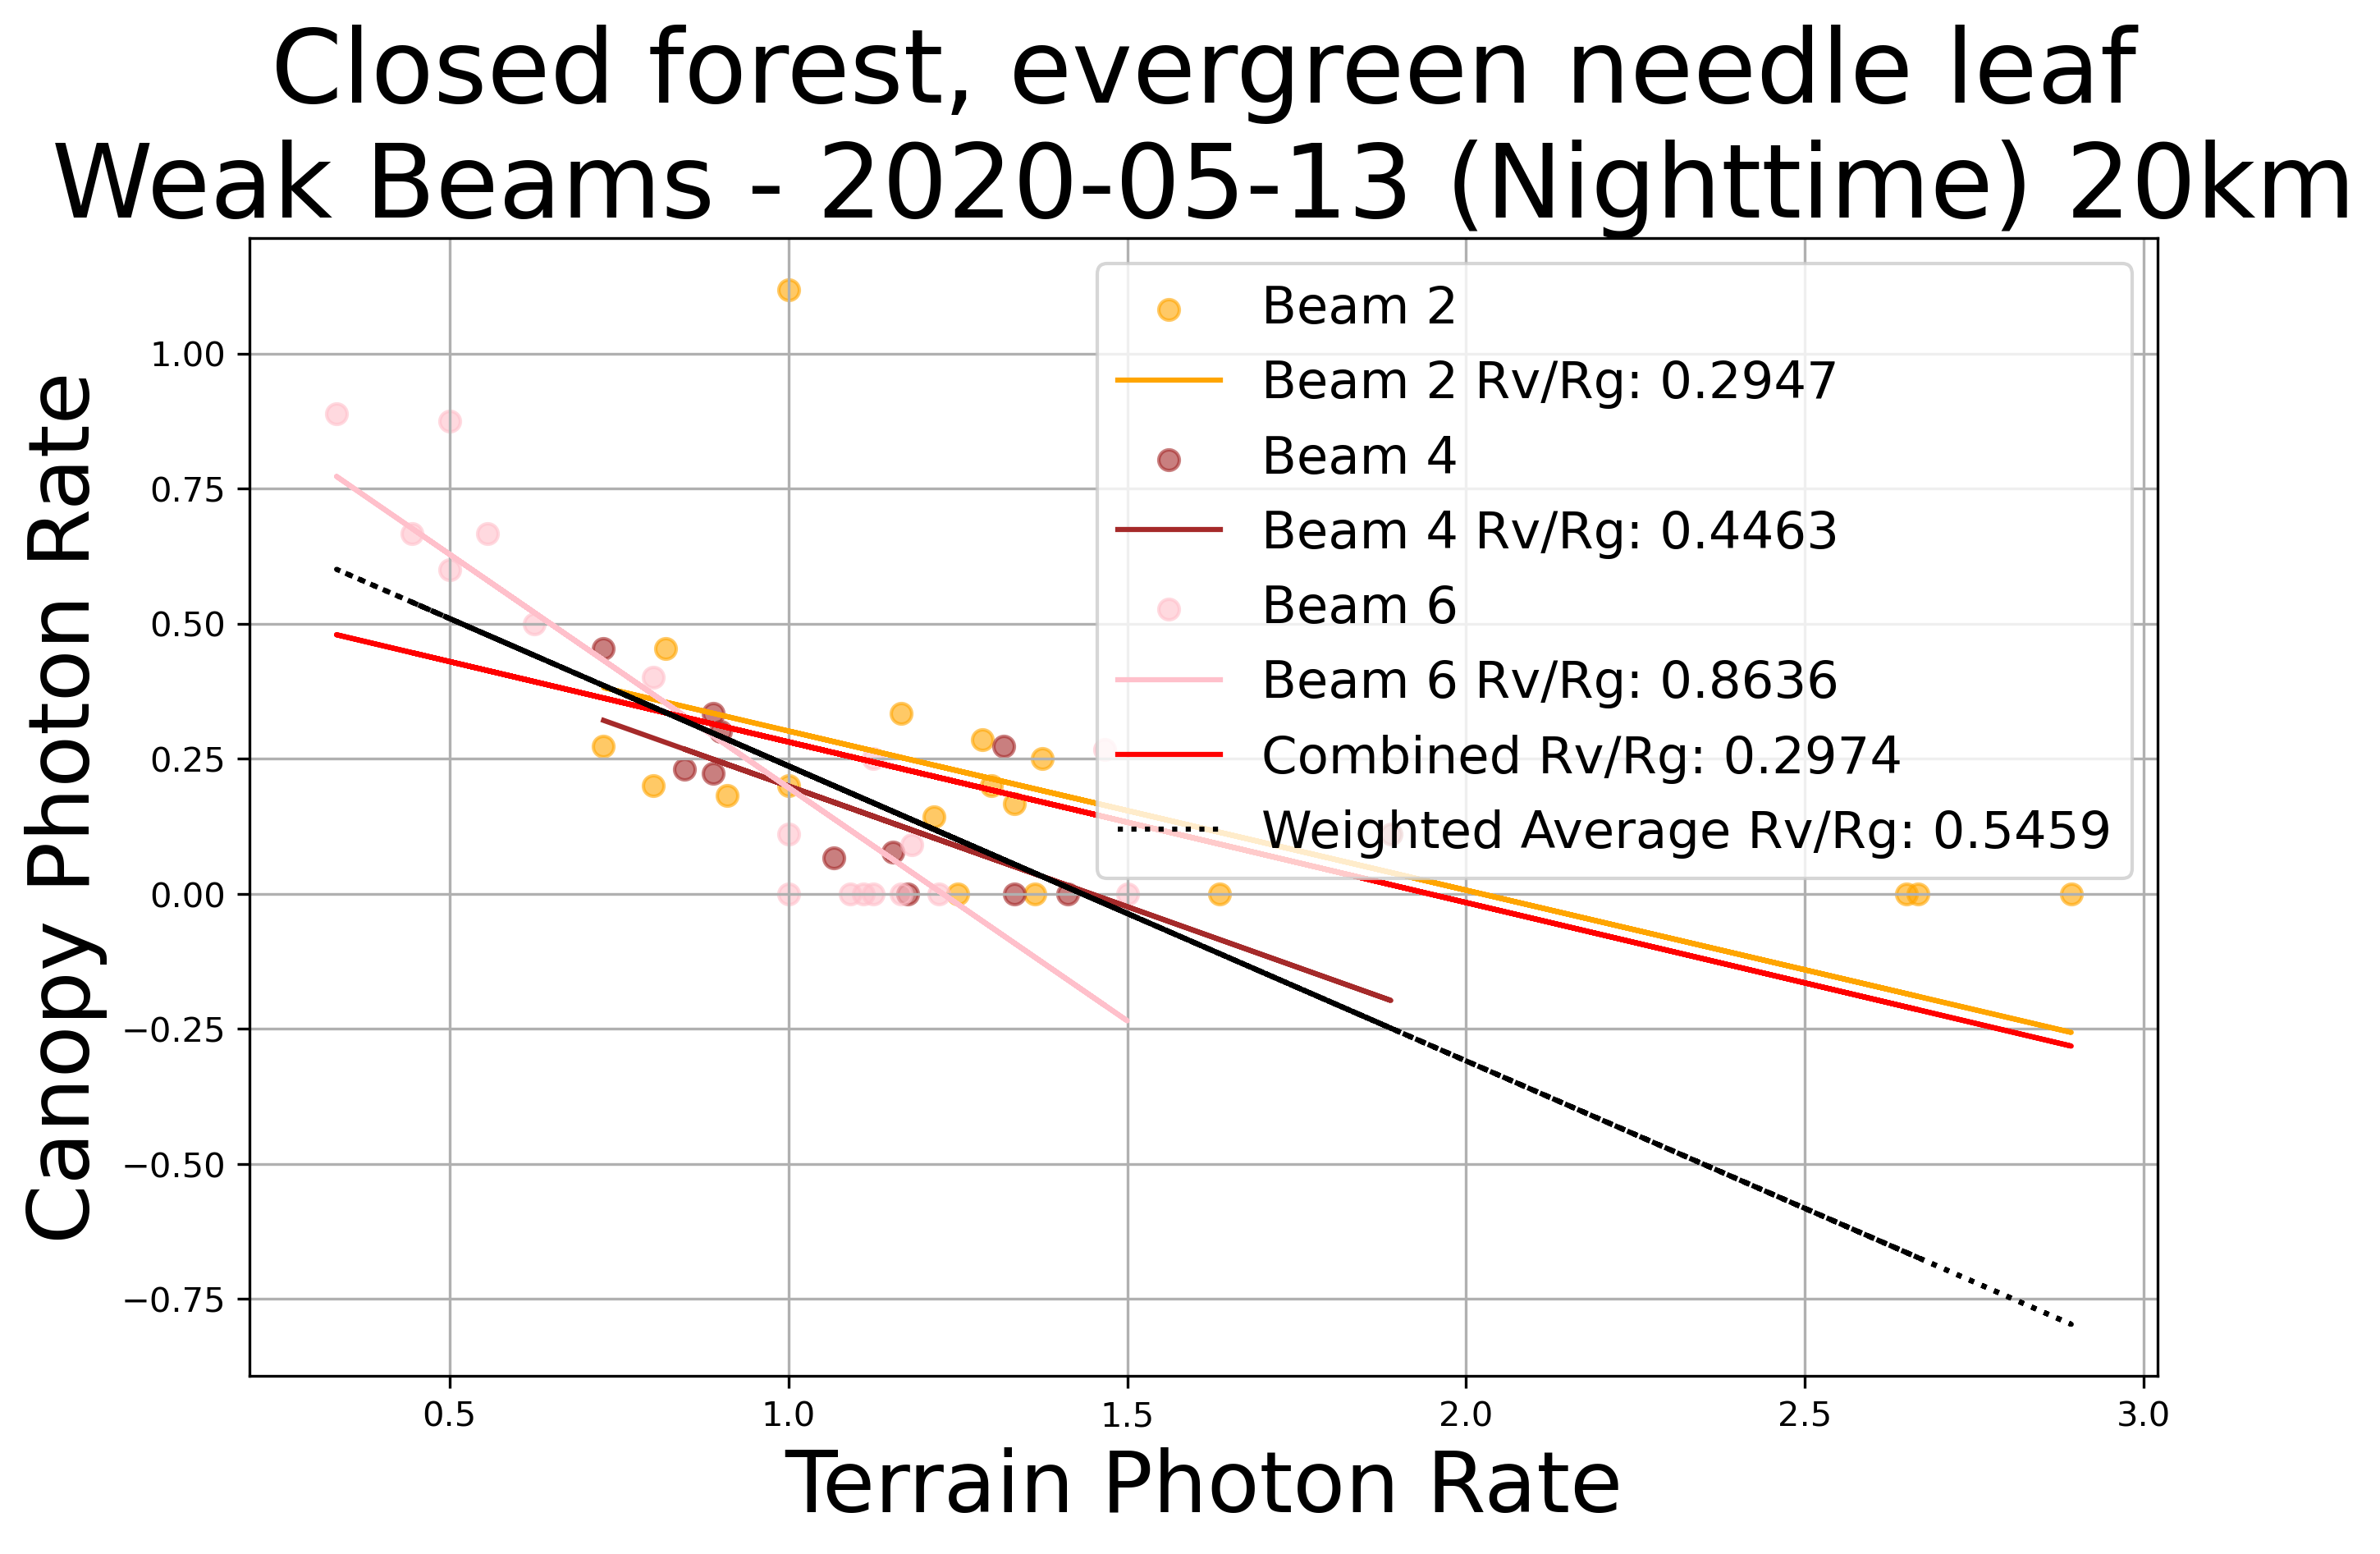 Closed forest, evergreen needle leaf
Weak Beams - 2020-05-13 (Nighttime) 20km
Canopy Photon Rate
1.00
0.75
0.50
0.25
0.00
−0.25
−0.50
−0.75
Beam 2
Beam 2 Rv/Rg: 0.2947
Beam 4
Beam 4 Rv/Rg: 0.4463
Beam 6
Beam 6 Rv/Rg: 0.8636
Combined Rv/Rg: 0.2974
Weighted Average Rv/Rg: 0.5459
0.5 1.0 1.5 2.0 2.5 3.0
Terrain Photon Rate